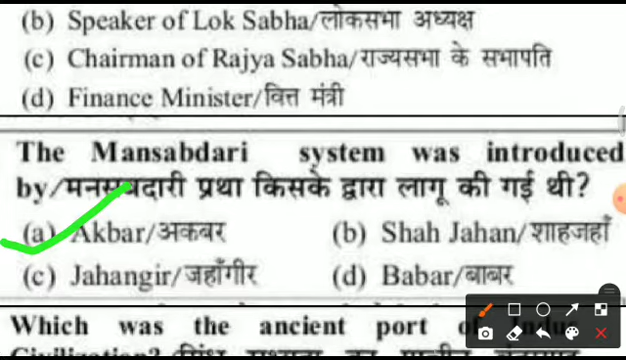 (b) Speaker of Lok Sabha/लोकसभा अध्यक्ष
(c) Chairman of Rajya Sabha/राज्यसभा के सभापति
(d) Finance Minister/वित्त मंत्री
The Mansabdari system was introduced
by/मनसबदारी प्रथा किसके द्वारा लागू की गई थी?
(a) Akbar/अकबर (b) Shah Jahan/शाहजहाँ
(c) Jahangir/जहाँगीर (d) Babar/बाबर
Which was the ancient port of